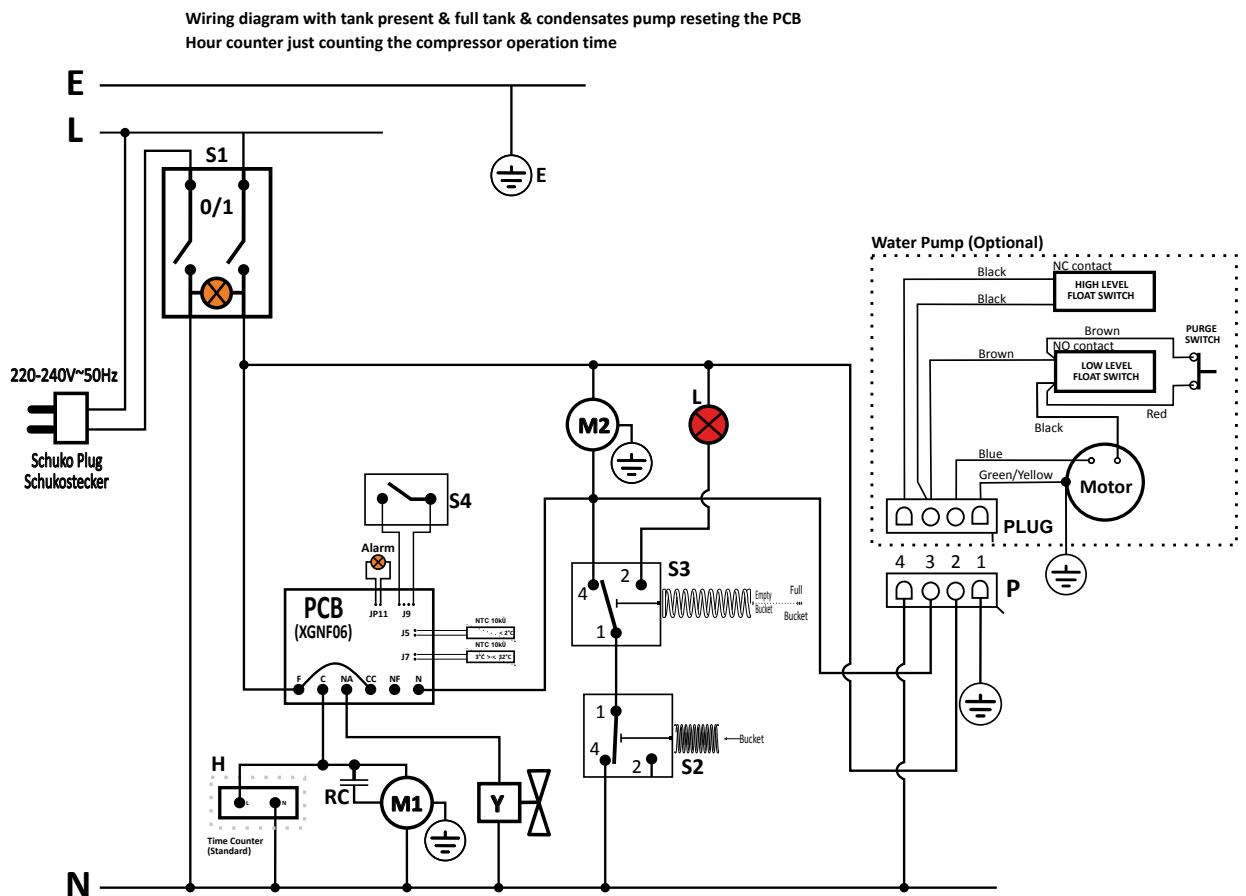 Wiring diagram with tank present & full tank & condensates pump reseting the PCB
Hour counter just counting the compressor operation time
E
L
S1
E
0/1
Water Pump (Optional)
NC contact
Black
HIGH LEVEL
FLOAT SWITCH
Black
Brown
PURGE
SWITCH
NO contact
Brown
LOW LEVEL
FLOAT SWITCH
Red
Black
220-240V~50Hz
L
M2
Schuko Plug
Schukostecker
Blue
Green/Yellow
Motor
S4
PLUG
Alarm
4 3 2 1
P
JP11 J9
PCB
(XGNF06)
J5
NTC 10kÛ
< 2°C
J7
NTC 10kÛ
3°C >-< 32°C
F C NA CC NF N
2
S3
4
1
Empty
Bucket
Full
Bucket
1
4
2
S2
Bucket
H
L N
RC
M1
Y
Time Counter
(Standard)
N